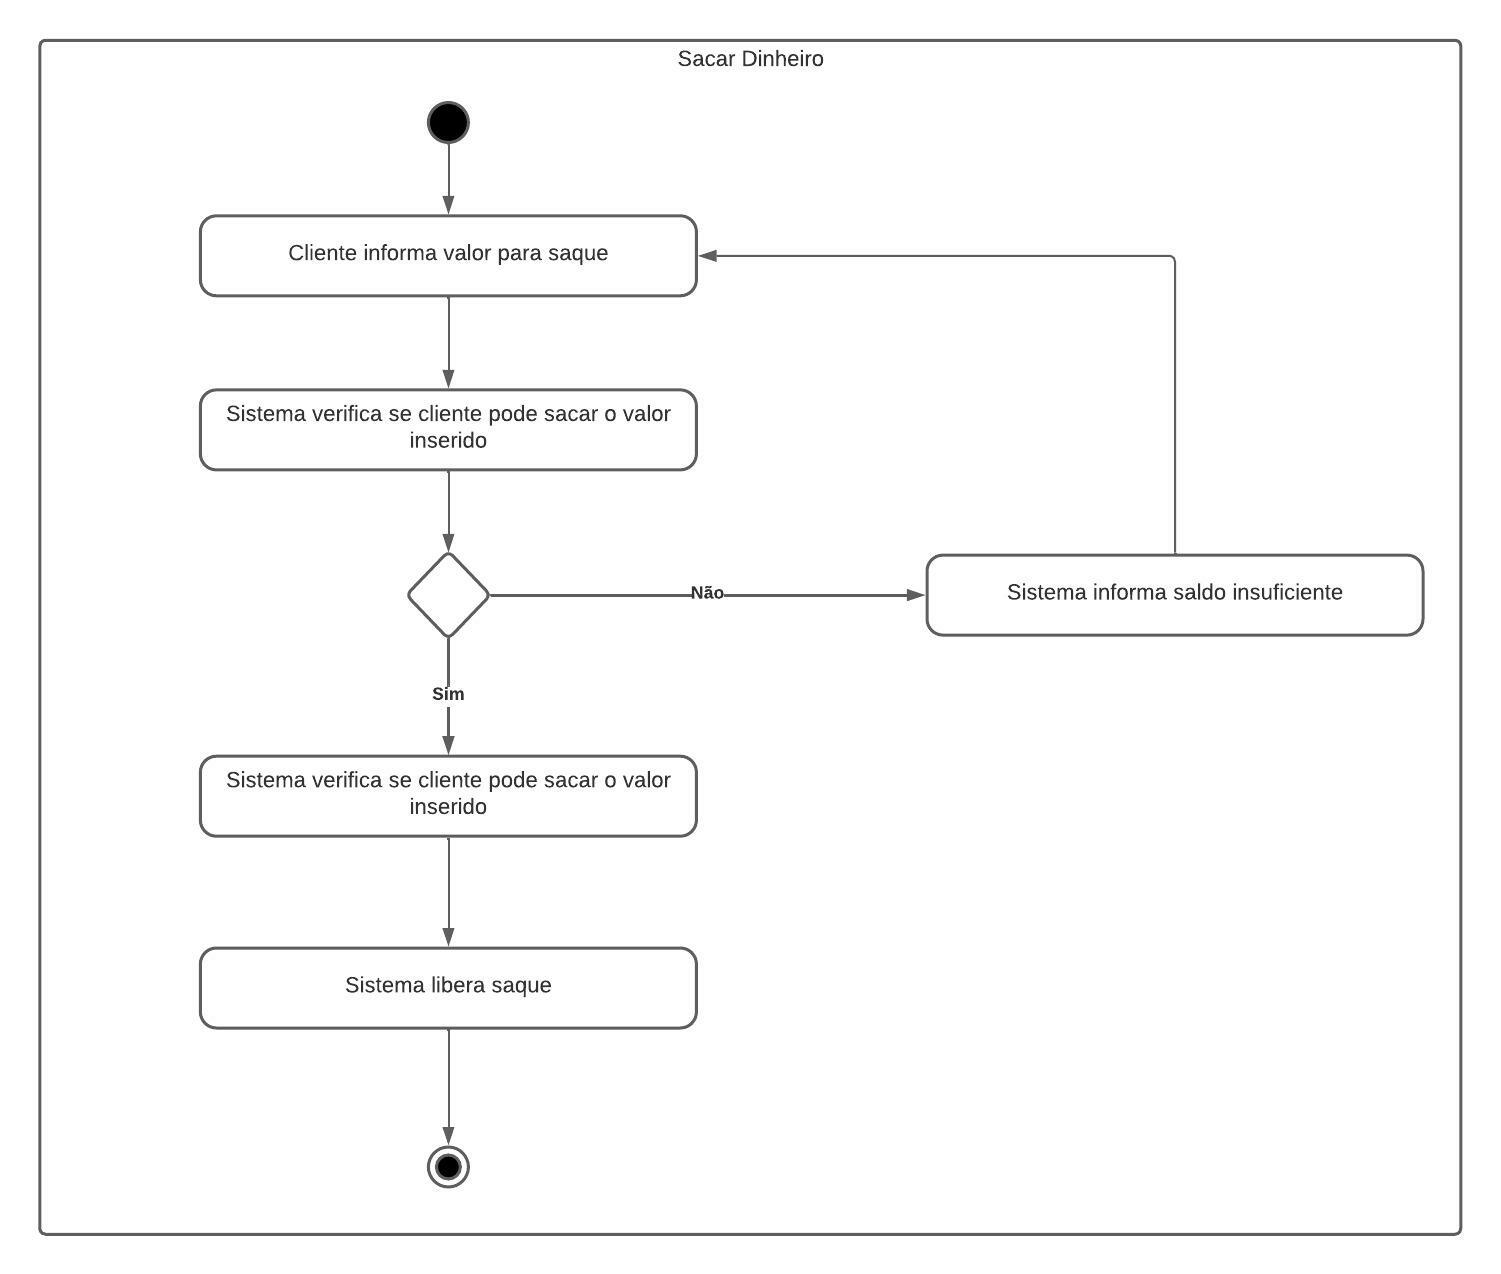 Sacar Dinheiro
Cliente informa valor para saque
Sistema verifica se cliente pode sacar o valor
inserido
Não
Sistema informa saldo insuficiente
Sim
Sistema verifica se cliente pode sacar o valor
inserido
Sistema libera saque